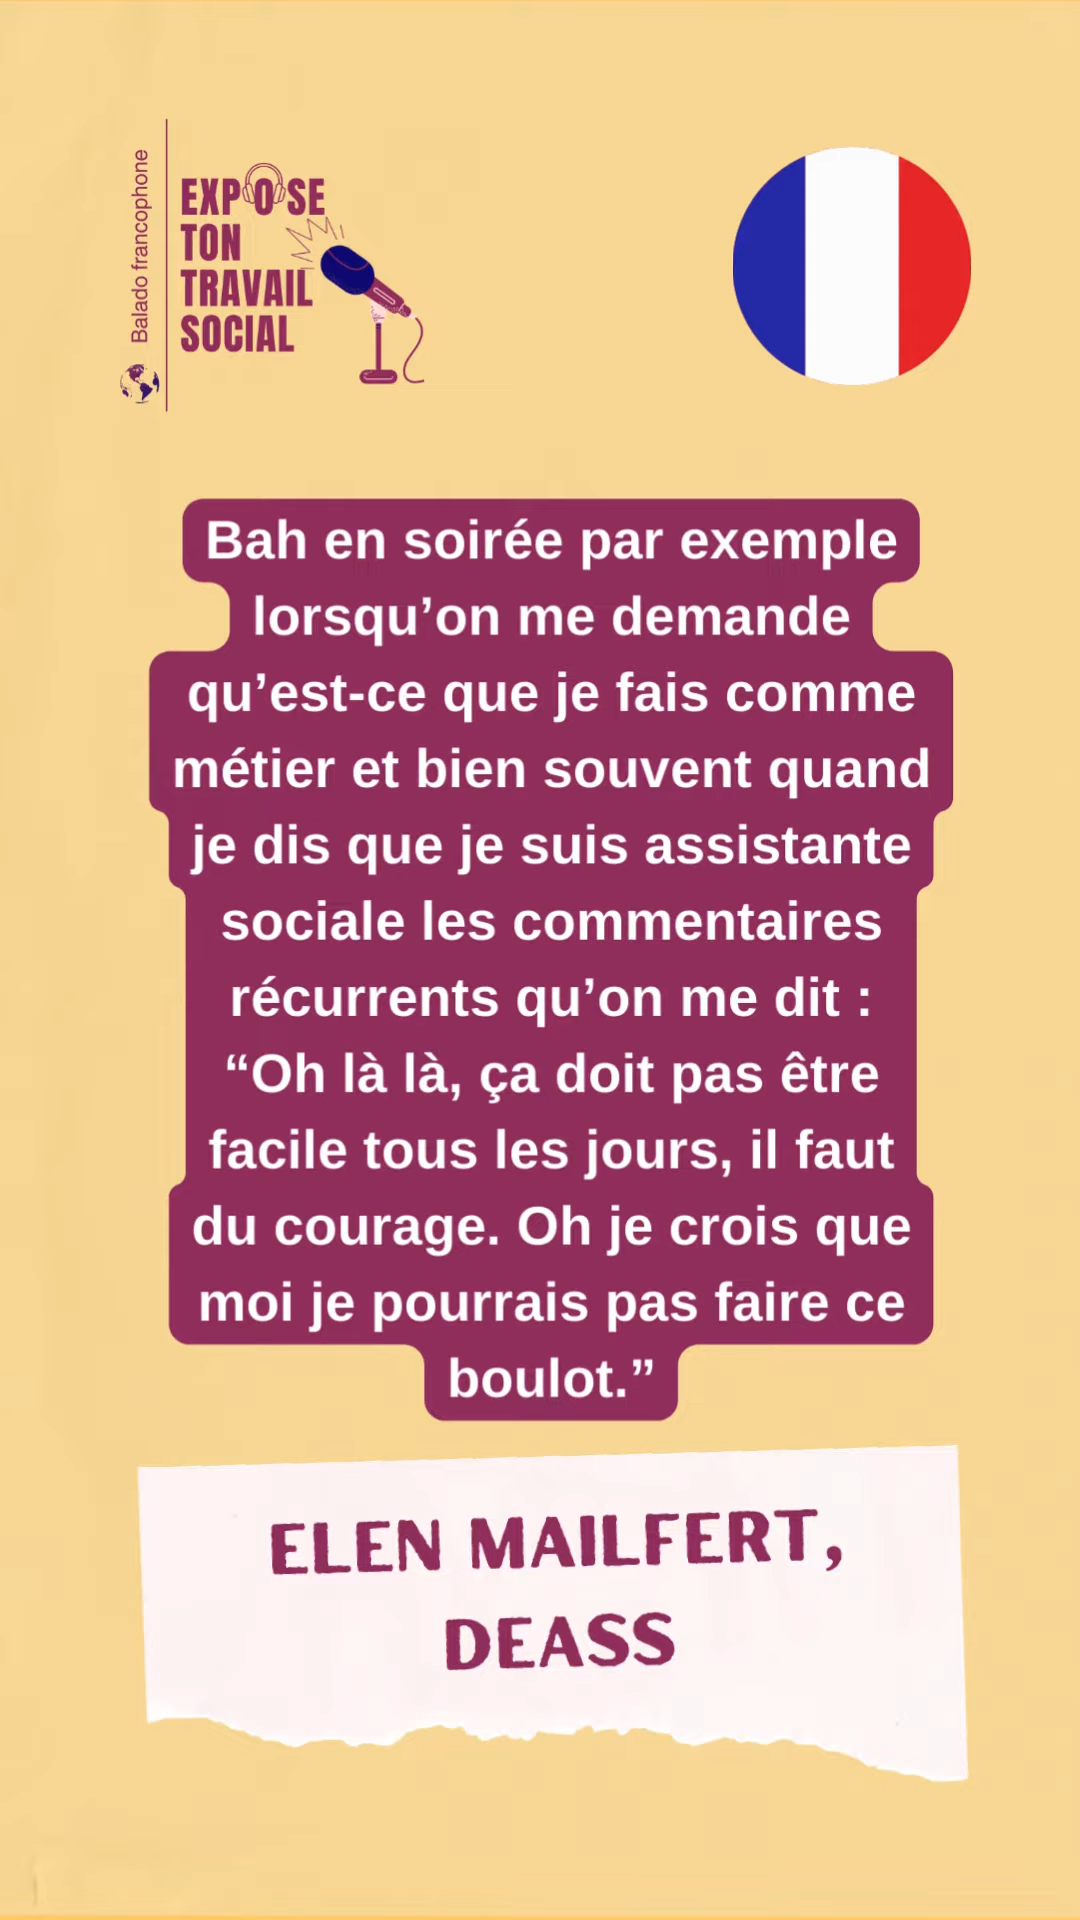 Balado francophone
EXPOSE
TON
TRAVAIL
SOCIAL
Bah en soirée par exemple
lorsqu’on me demande
qu’est-ce que je fais comme
métier et bien souvent quand
je dis que je suis assistante
sociale les commentaires
récurrents qu’on me dit :
“Oh là là, ça doit pas être
facile tous les jours, il faut
du courage. Oh je crois que
moi je pourrais pas faire ce
boulot.”
ELEN MAILFERT,
DEASS